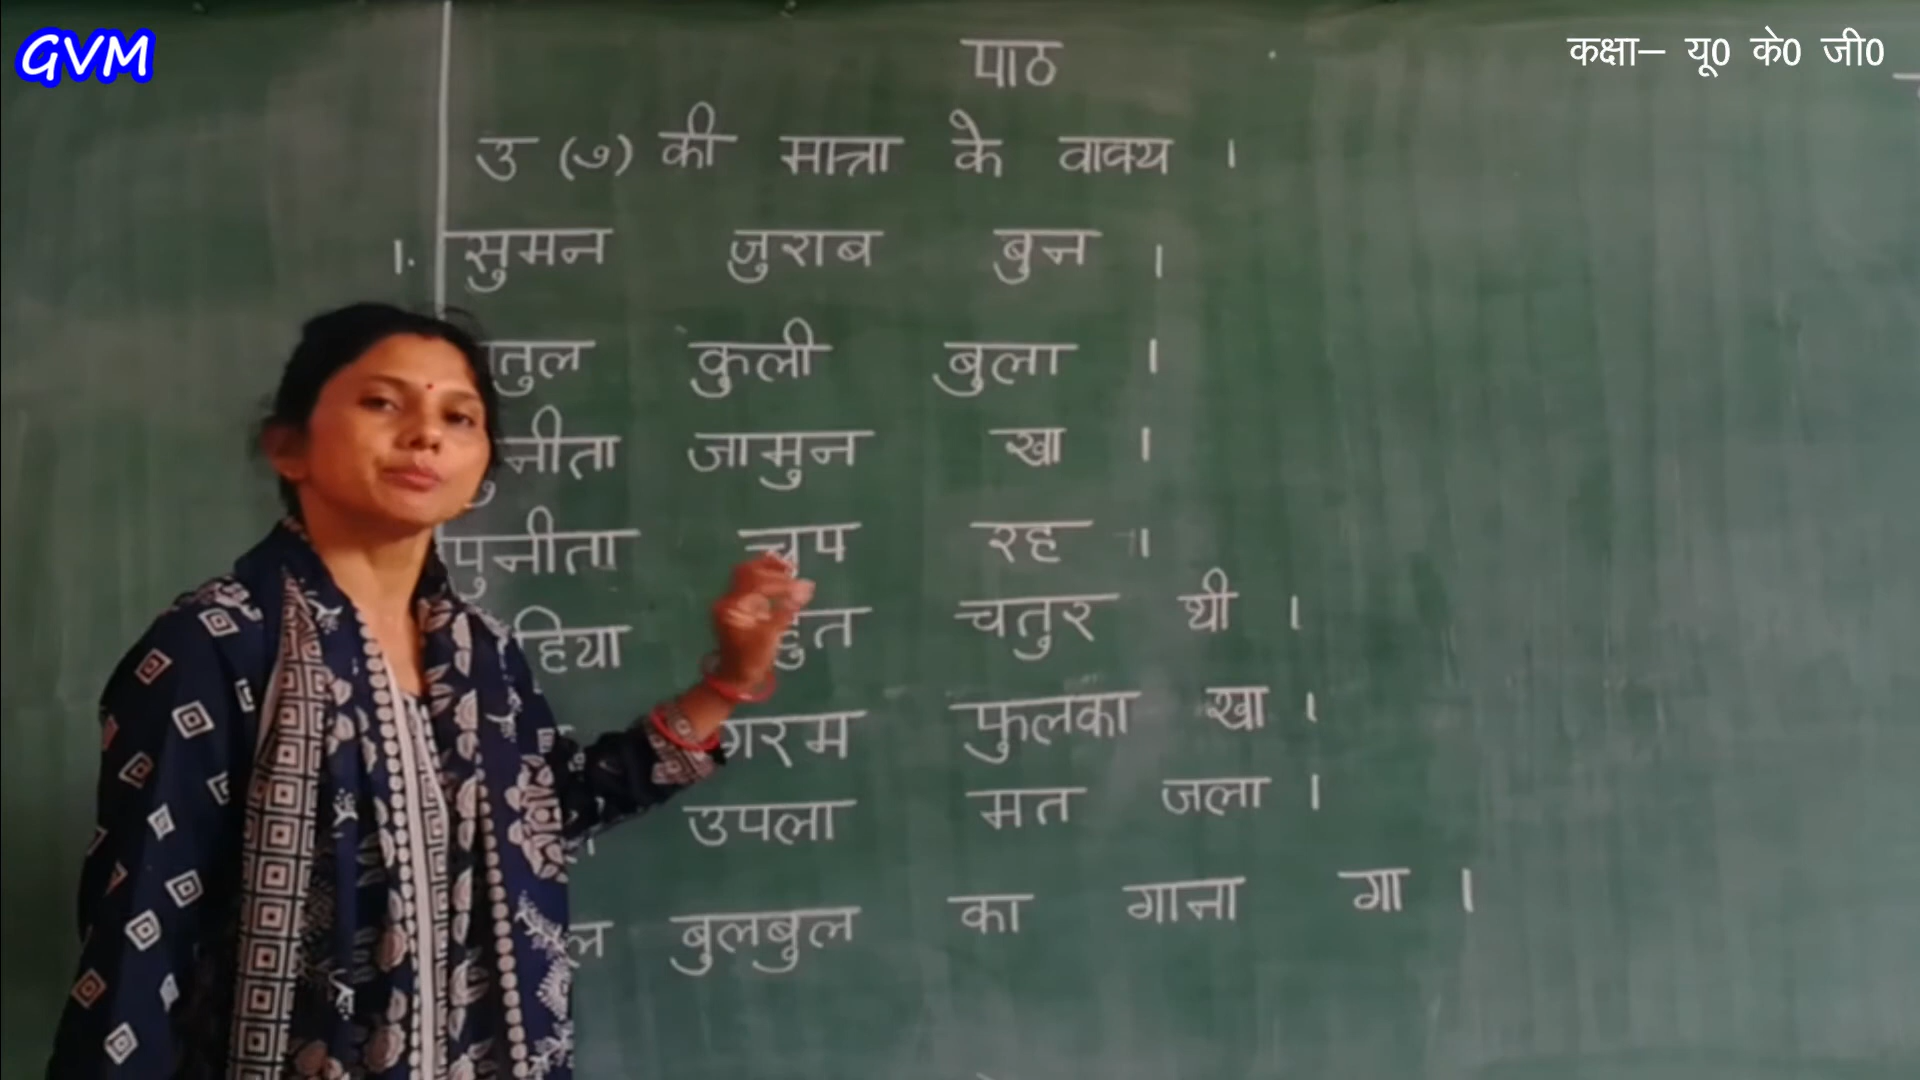 GVM
कक्षा– यू0 के0 जी0
पाठ
उ (ु) की मात्रा के वाक्य ।
1. सुमन जुराब बुन ।
कुली बुला ।
जामुन खा ।
पुनीता चुप रह ।
चतुर थी ।
गरम फुलका खा ।
उपला मत जला ।
बुलबुल का गाना गा ।